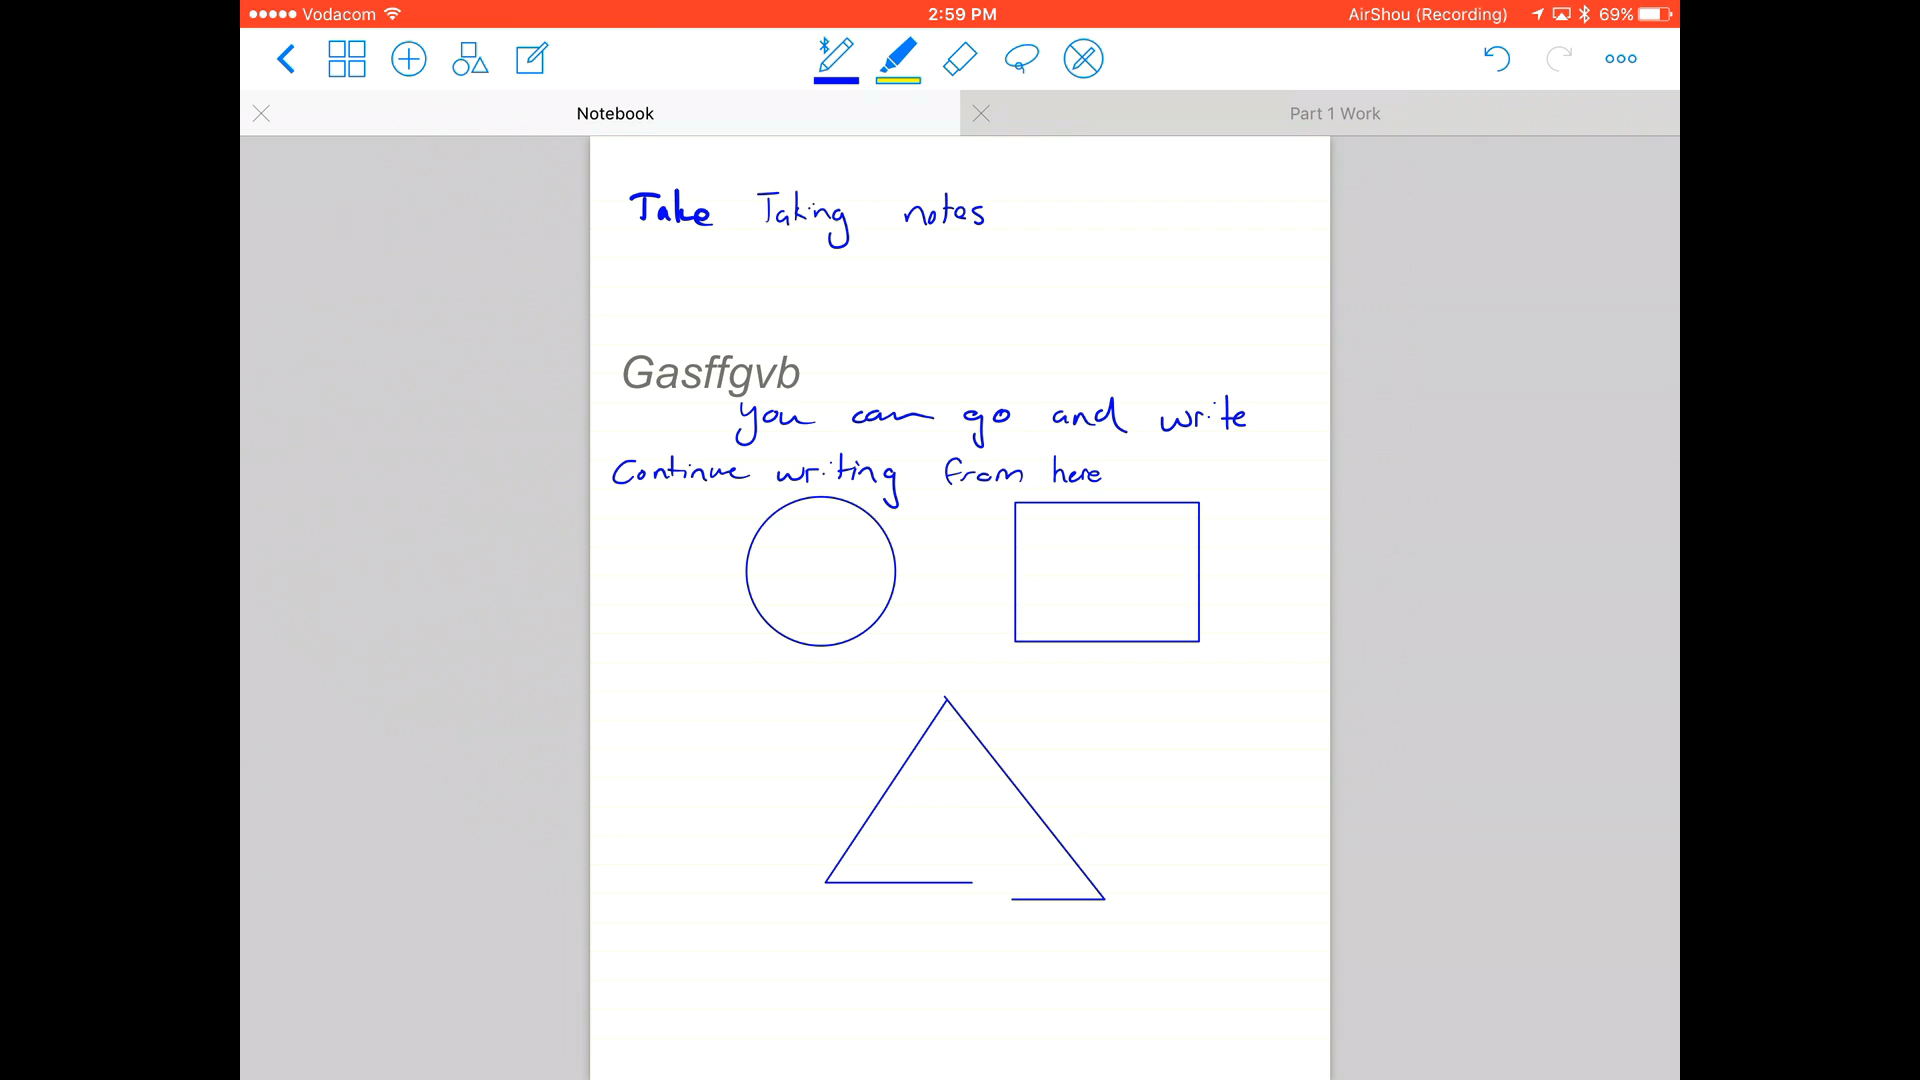 Vodacom 2:59 PM AirShou (Recording) 69%
Notebook Part 1 Work
Take Taking notes
Gasffgvb
you can go and write
Continue writing from here